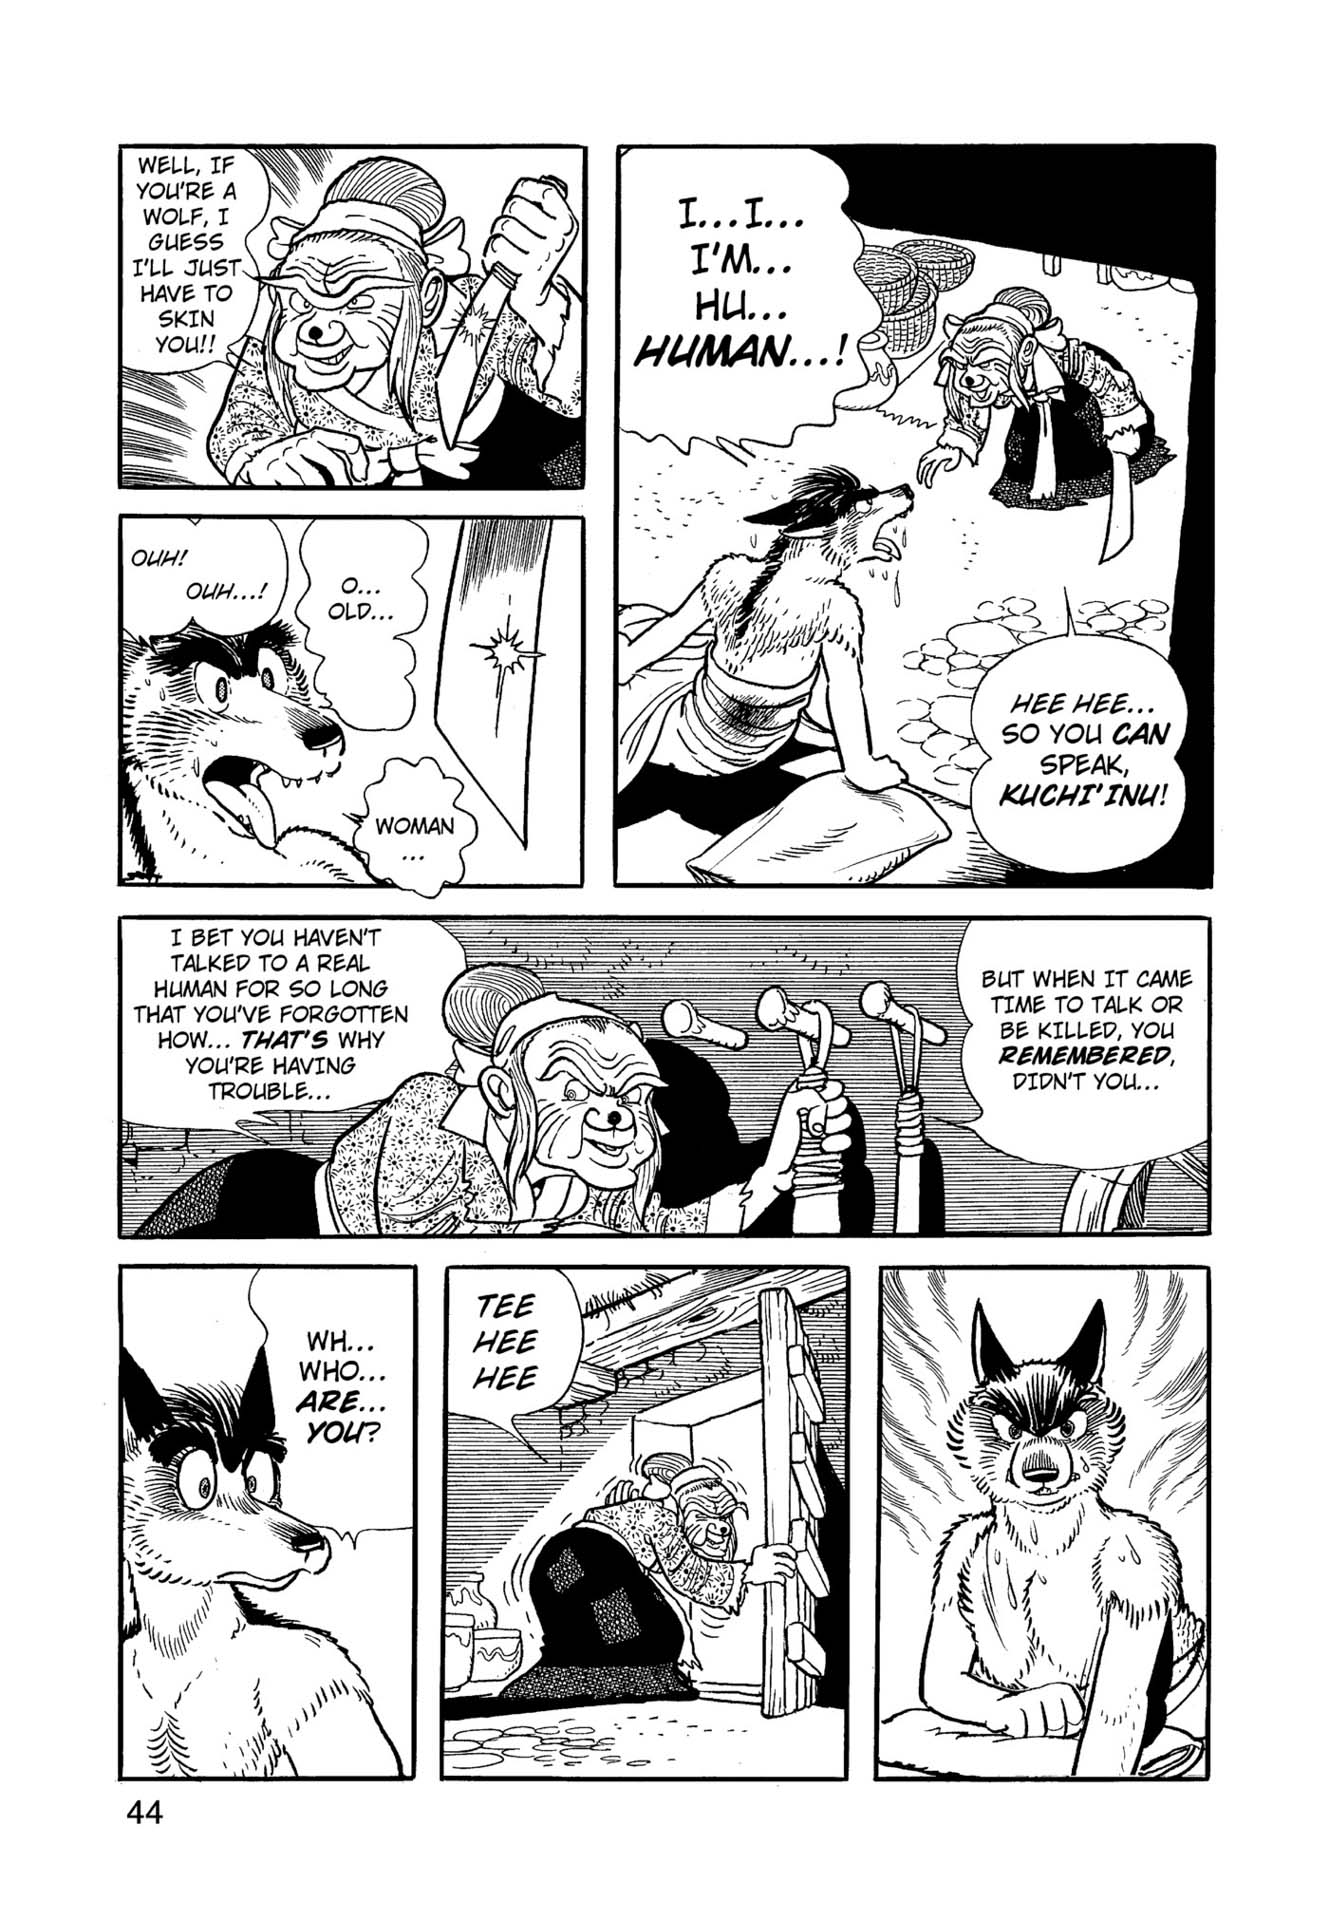 WELL, IF
YOU'RE A
WOLF, I
GUESS
I'LL JUST
HAVE TO
SKIN
YOU!!
OUH!
OUH...!
O...
OLD...
WOMAN
...
I...I...
I'M...
HU...
HUMAN...!
HEE HEE...
SO YOU CAN
SPEAK,
KUCHI'INU!
I BET YOU HAVEN'T
TALKED TO A REAL
HUMAN FOR SO LONG
THAT YOU'VE FORGOTTEN
HOW... THAT'S WHY
YOU'RE HAVING
TROUBLE...
BUT WHEN IT CAME
TIME TO TALK OR
BE KILLED, YOU
REMEMBERED,
DIDN'T YOU...
WH...
WHO...
ARE...
YOU?
TEE
HEE
HEE
44